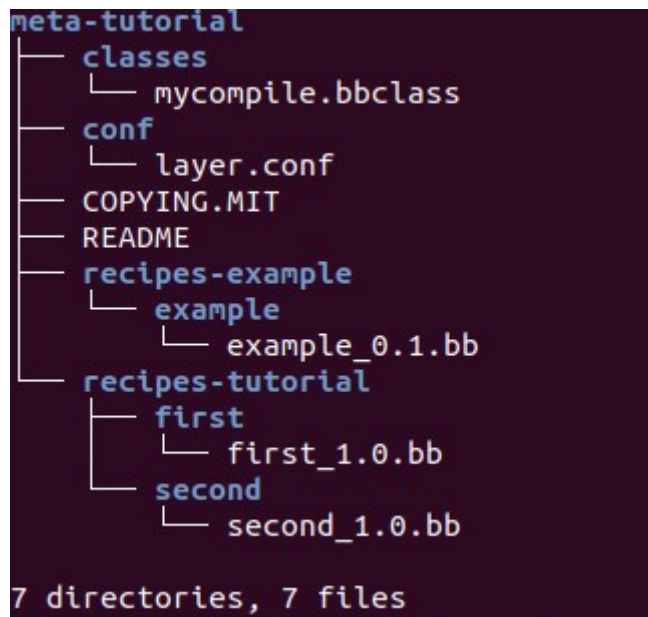 meta-tutorial
├── classes
│   └── mycompile.bbclass
├── conf
│   └── layer.conf
├── COPYING.MIT
├── README
├── recipes-example
│   └── example
│       └── example_0.1.bb
└── recipes-tutorial
    ├── first
    │   └── first_1.0.bb
    └── second
        └── second_1.0.bb
7 directories, 7 files